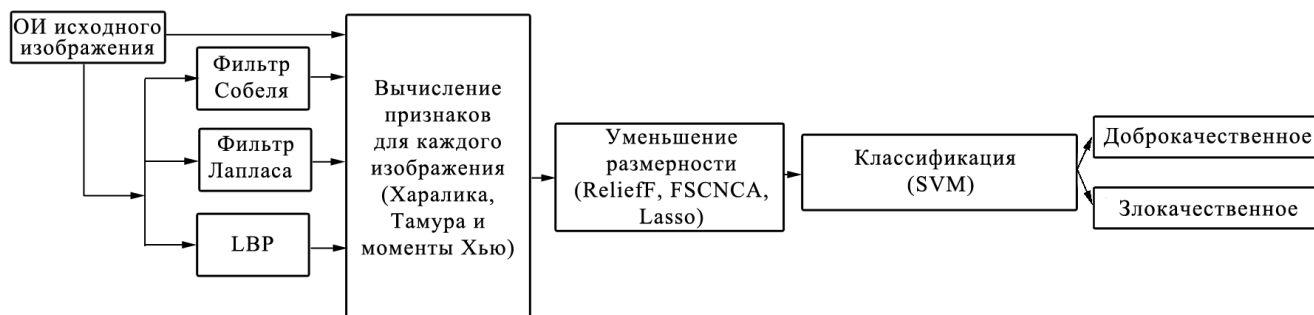 ОИ исходного
изображения
Фильтр
Собеля
Фильтр
Лапласа
LBP
Вычисление
признаков
для каждого
изображения
(Харалика,
Тамура и
моменты Хью)
Уменьшение
размерности
(ReliefF, FSCNCA,
Lasso)
Классификация
(SVM)
Доброкачественное
Злокачественное